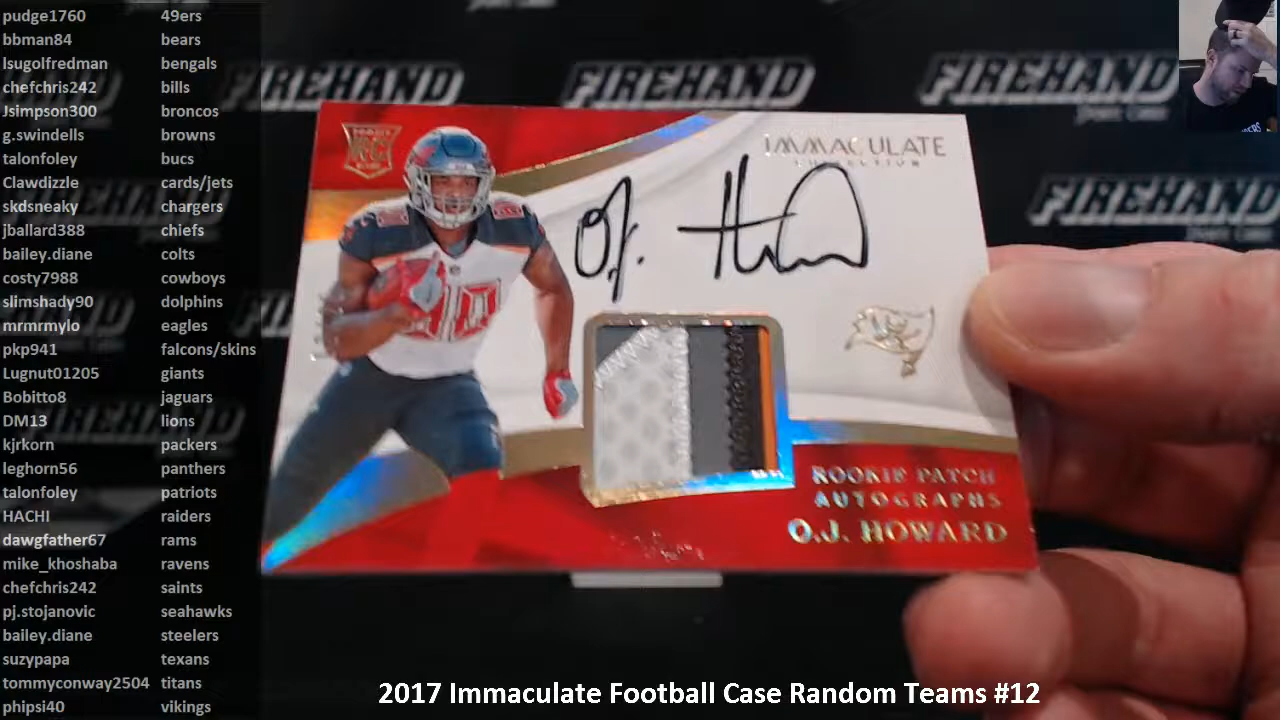 pudge1760 49ers
bbman84 bears
lsugolfredman bengals
chefchris242 bills
Jsimpson300 broncos
g.swindells browns
talonfoley bucs
Clawdizzle cards/jets
skdsneaky chargers
jballard388 chiefs
bailey.diane colts
costy7988 cowboys
slimshady90 dolphins
mrmrmylo eagles
pkp941 falcons/skins
Lugnut01205 giants
Bobitto8 jaguars
DM13 lions
kjrkorn packers
leghorn56 panthers
talonfoley patriots
HACHI raiders
dawgfather67 rams
mike_khoshaba ravens
chefchris242 saints
pj.stojanovic seahawks
bailey.diane steelers
suzypapa texans
tommyconway2504 titans
phipsi40 vikings
FIREHAND FIREHAND FIREHAND
FIREHAND
RC
IMMACULATE
COLLECTION
O.J. Howard
80
ROOKIE PATCH
AUTOGRAPHS
O.J. HOWARD
2017 Immaculate Football Case Random Teams #12